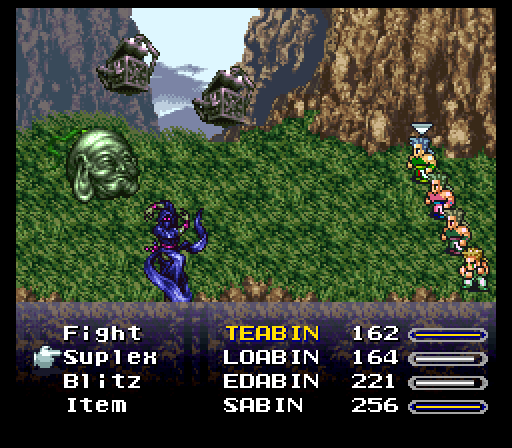 Fight TEABIN 162
Suplex LOABIN 164
Blitz EDABIN 221
Item SABIN 256